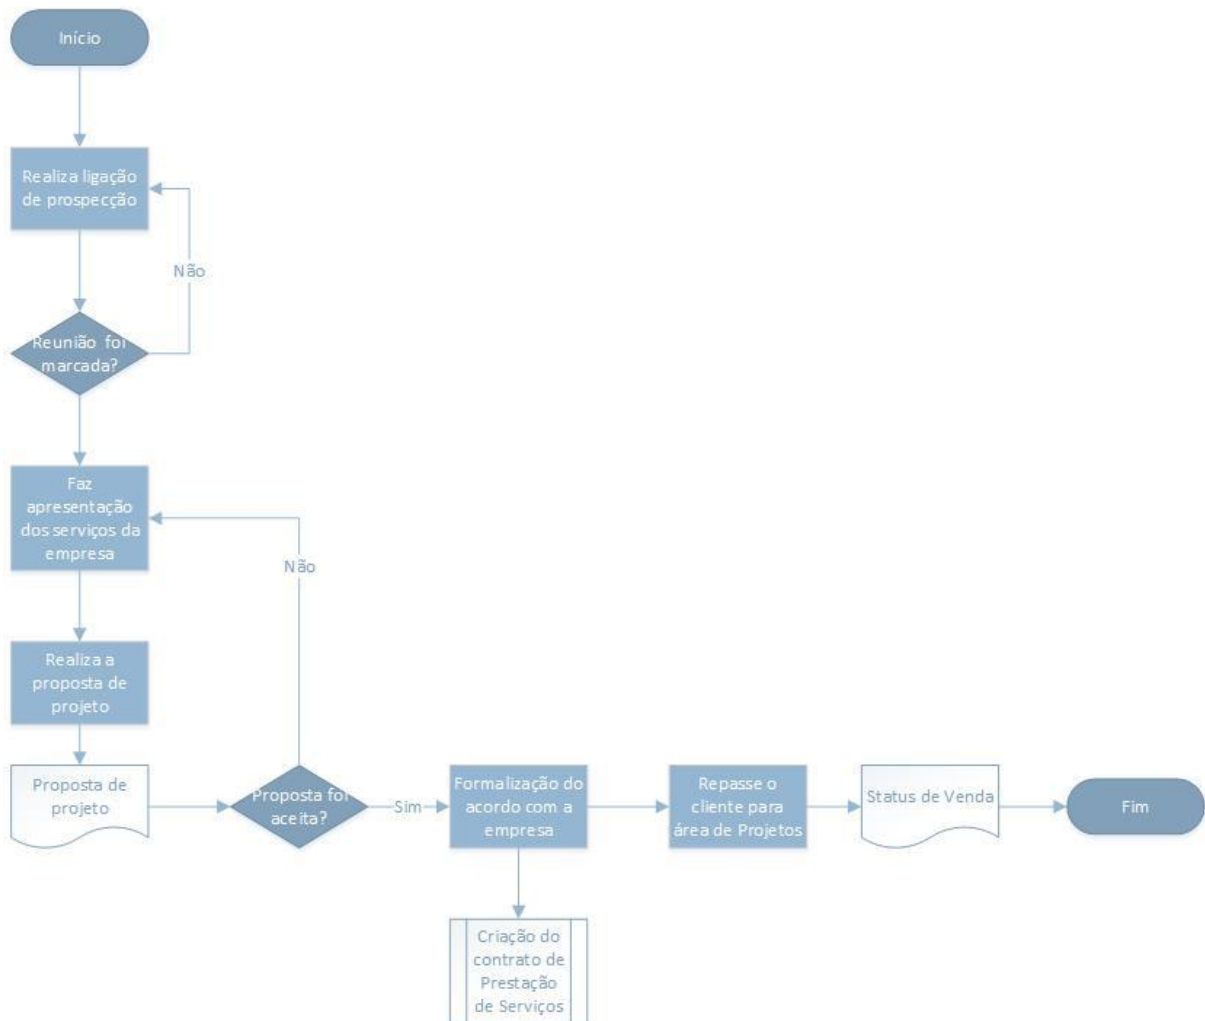 Início
Realiza ligação
de prospecção
Não
Reunião foi
marcada?
Faz
apresentação
dos serviços da
empresa
Não
Realiza a
proposta de
projeto
Proposta de
projeto
Proposta foi
aceita?
Sim
Formalização do
acordo com a
empresa
Repasse o
cliente para
área de Projetos
Status de Venda
Fim
Criação do
contrato de
Prestação
de Serviços